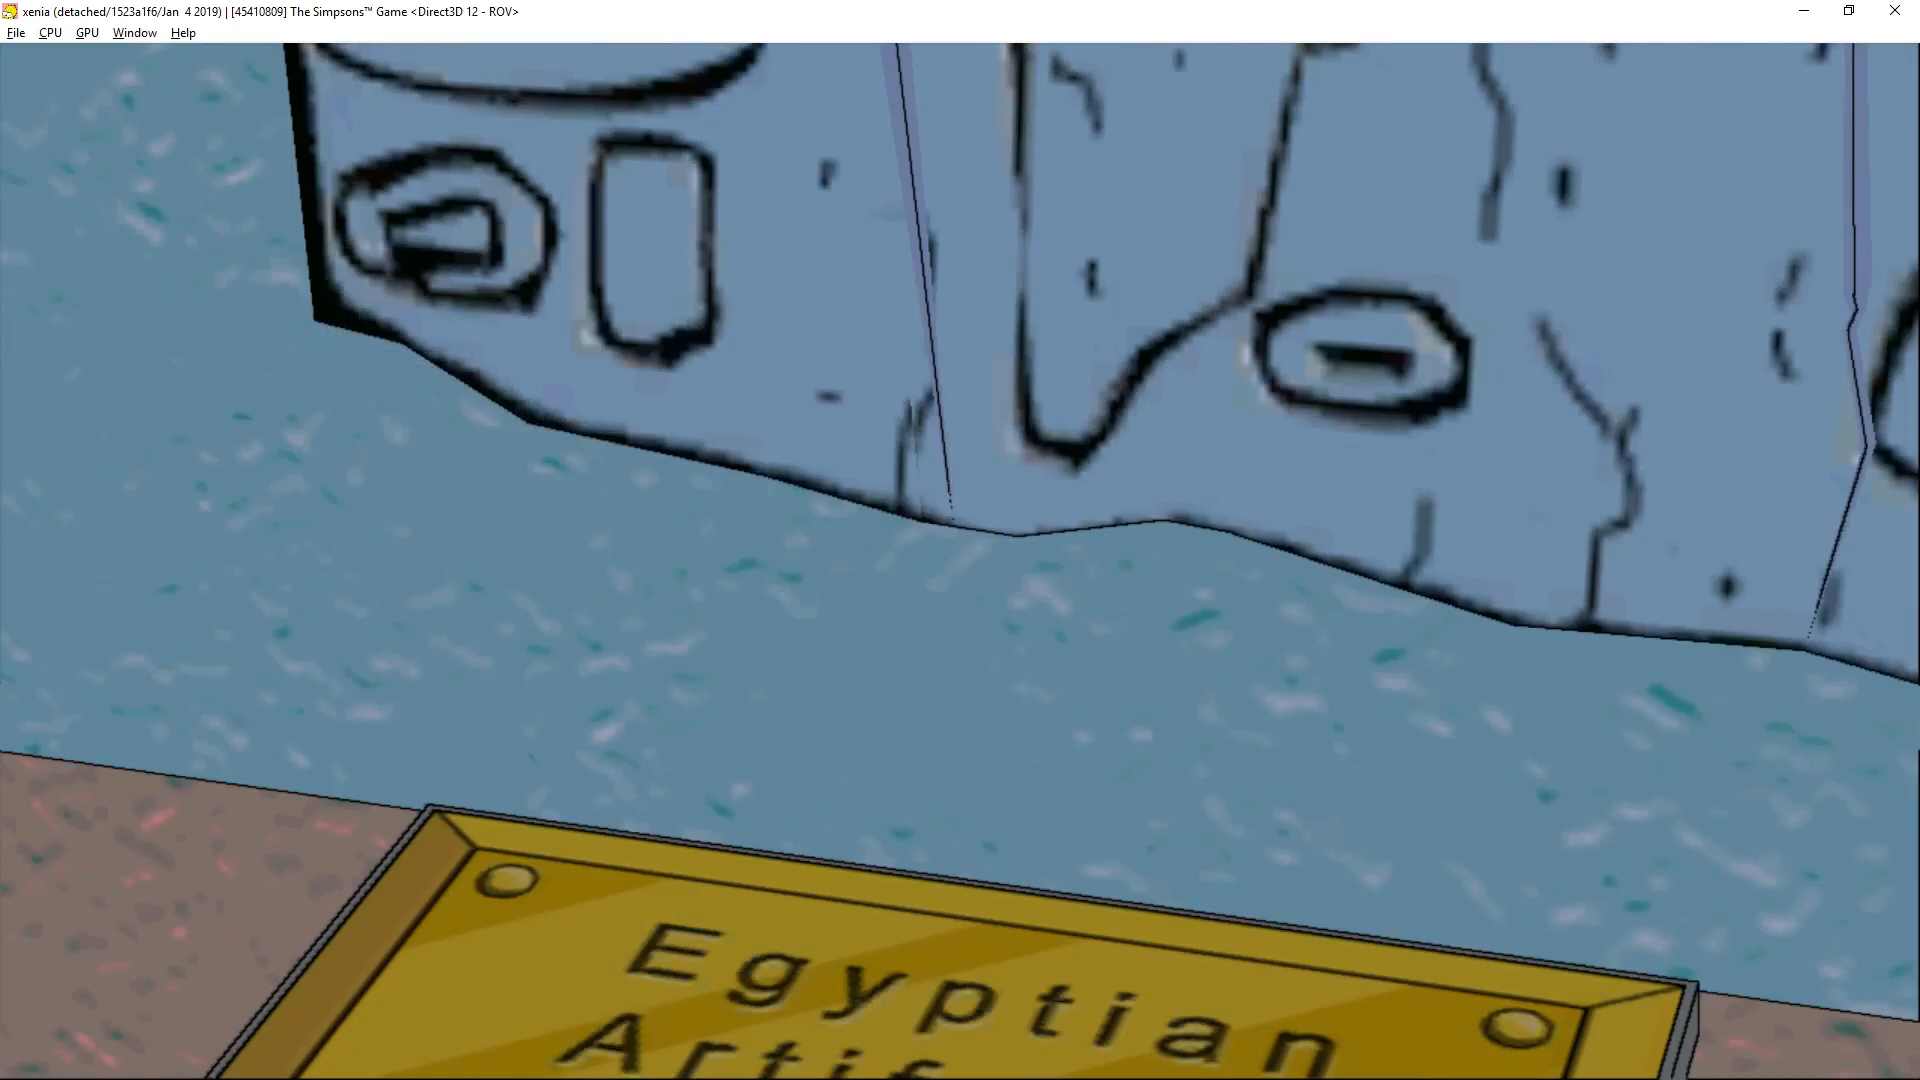 xenia (detached/1523a1f6/Jan 4 2019) | [45410809] The Simpsons™ Game <Direct3D 12 - ROV>
File CPU GPU Window Help
Egyptian